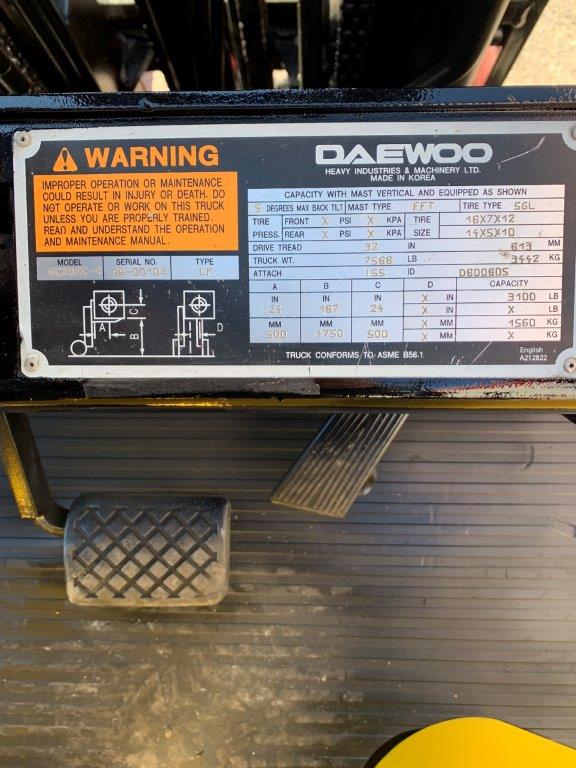 WARNING
IMPROPER OPERATION OR MAINTENANCE
COULD RESULT IN INJURY OR DEATH. DO
NOT OPERATE OR WORK ON THIS TRUCK
UNLESS YOU ARE PROPERLY TRAINED.
READ AND UNDERSTAND THE OPERATION
AND MAINTENANCE MANUAL.
MODEL SERIAL NO. TYPE
LP
A B C D
DAEWOO
HEAVY INDUSTRIES & MACHINERY LTD.
MADE IN KOREA
CAPACITY WITH MAST VERTICAL AND EQUIPPED AS SHOWN
5 DEGREES MAX BACK TILT MAST TYPE FFT TIRE TYPE SGL
TIRE FRONT X PSI X KPA TIRE 16X7X12
PRESS. REAR X PSI X KPA SIZE 14X5X10
DRIVE TREAD 32 IN 813 MM
TRUCK WT. 7588 LB 3442 KG
ATTACH ISS ID D600605
A B C D CAPACITY
IN IN IN X IN 3100 LB
24 187 24 X IN X LB
MM MM MM X MM 1560 KG
500 4750 500 X MM X KG
TRUCK CONFORMS TO ASME B56.1
English
A212822